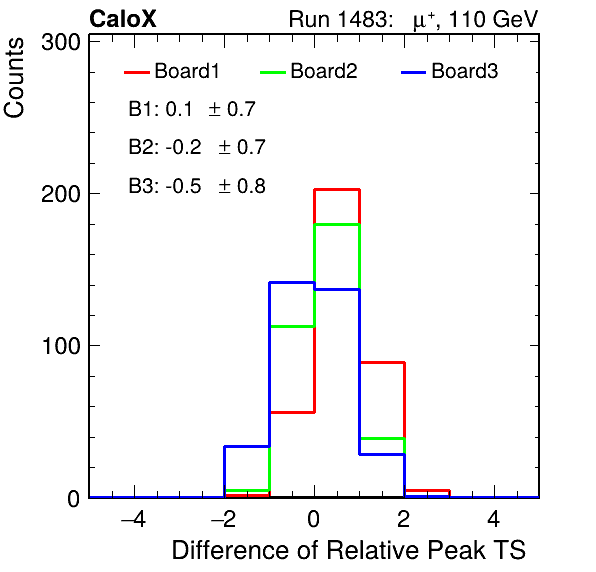 CaloX Run 1483: μ⁺, 110 GeV
Counts
300
Board1 Board2 Board3
B1: 0.1 ± 0.7
B2: -0.2 ± 0.7
B3: -0.5 ± 0.8
200
100
0
−4 −2 0 2 4
Difference of Relative Peak TS